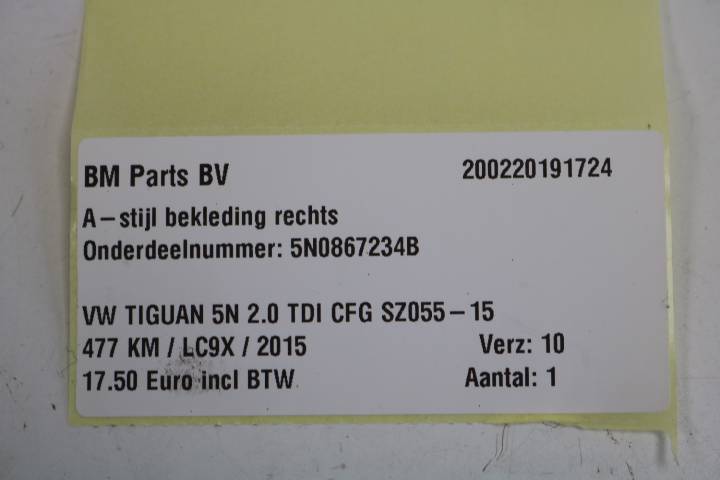 BM Parts BV 200220191724
A-stijl bekleding rechts
Onderdeelnummer: 5N0867234B
VW TIGUAN 5N 2.0 TDI CFG SZ055-15
477 KM / LC9X / 2015 Verz: 10
17.50 Euro incl BTW Aantal: 1